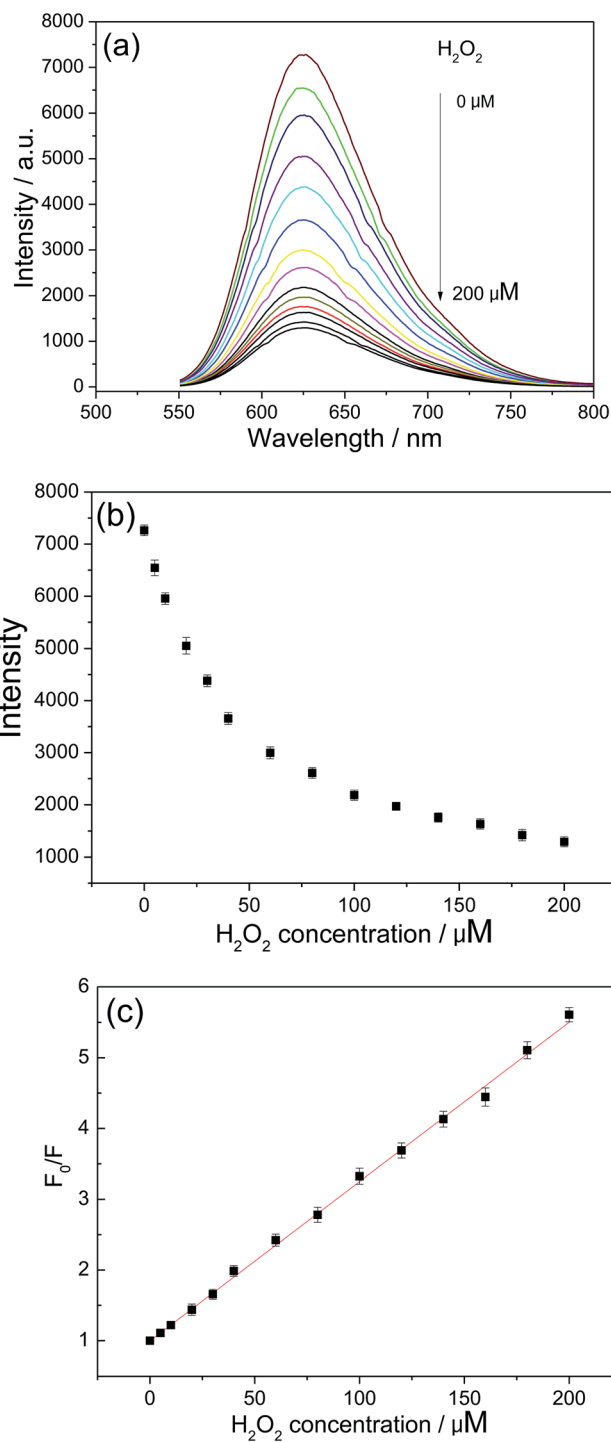 (a)
H₂O₂
0 µM
200 µM
8000
7000
6000
5000
4000
3000
2000
1000
0
Intensity / a.u.
500 550 600 650 700 750 800
Wavelength / nm
(b)
8000
7000
6000
5000
4000
3000
2000
1000
Intensity
0 50 100 150 200
H₂O₂ concentration / µM
(c)
6
5
4
3
2
1
F₀/F
0 50 100 150 200
H₂O₂ concentration / µM